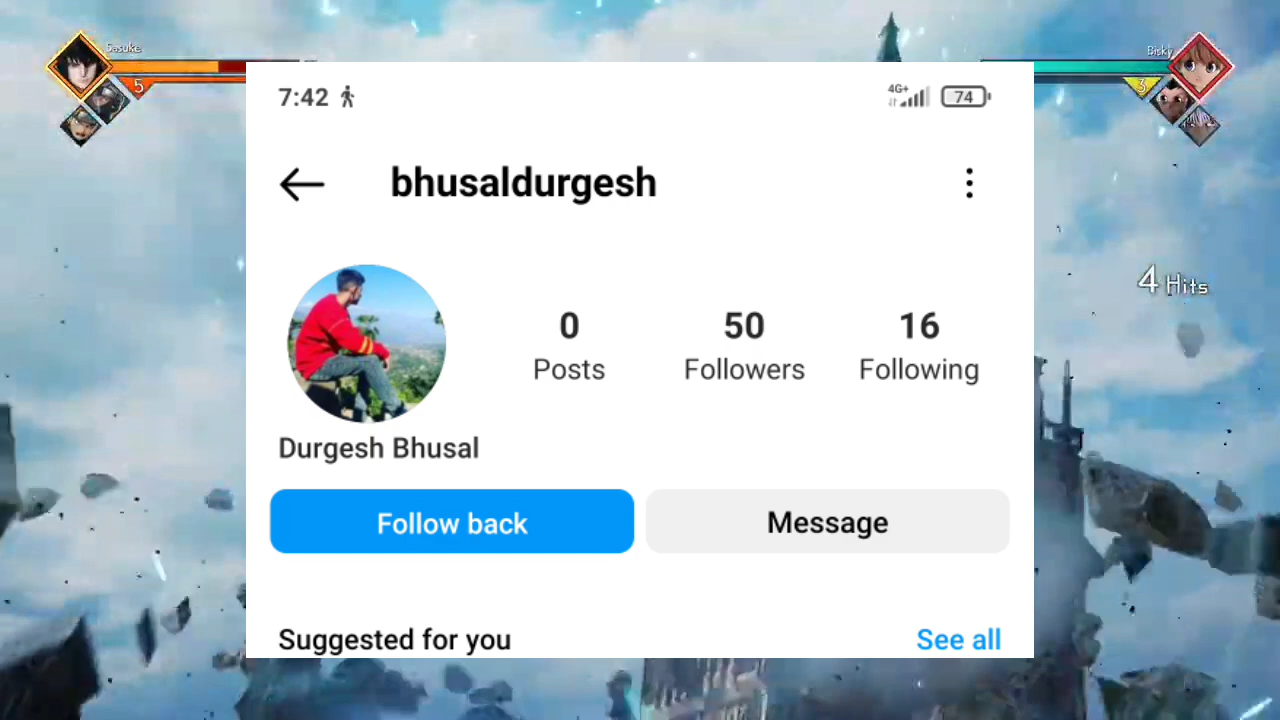 Sasuke
Bisky
5
3
7:42
4G+
74
bhusaldurgesh
4 Hits
0
50
16
Posts
Followers
Following
Durgesh Bhusal
Follow back
Message
Suggested for you
See all